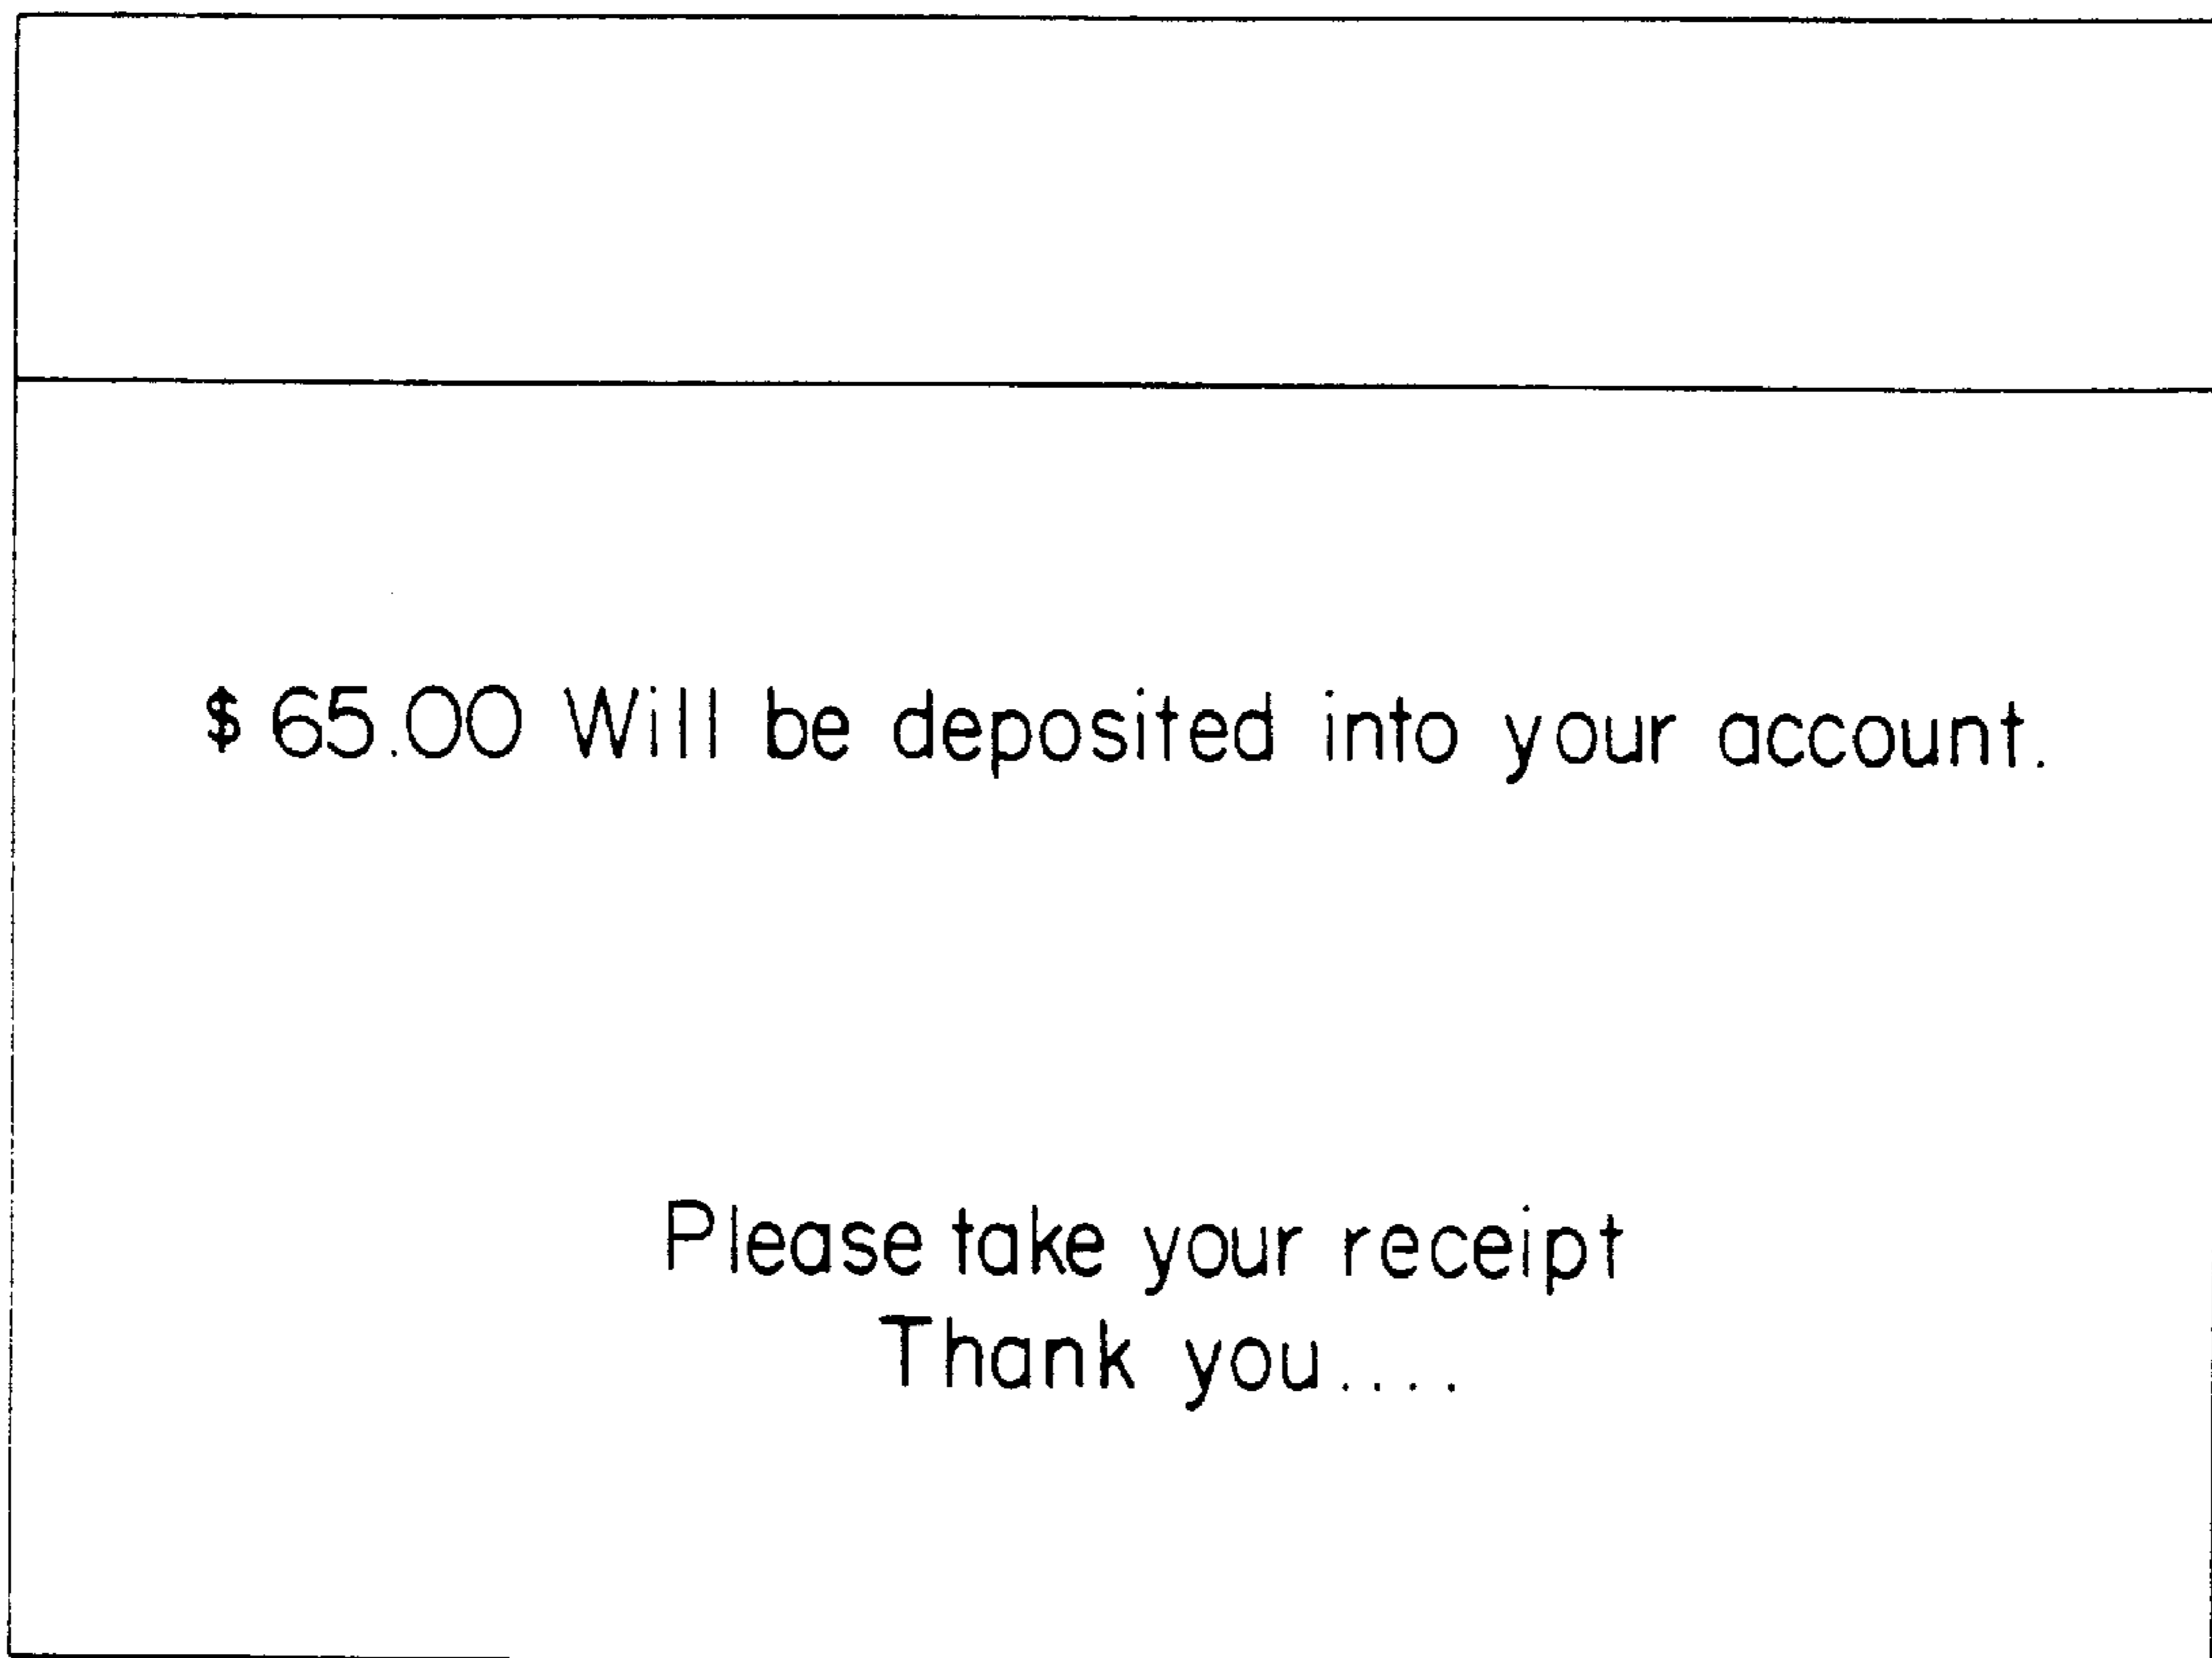 $ 65.00 Will be deposited into your account.
Please take your receipt
Thank you....